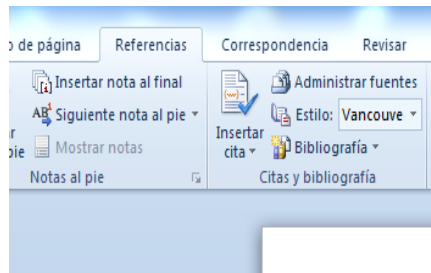 o de página Referencias Correspondencia Revisar
Insertar nota al final
Siguiente nota al pie
Mostrar notas
r
pie
Notas al pie
Insertar
cita
Administrar fuentes
Estilo: Vancouve
Bibliografía
Citas y bibliografía